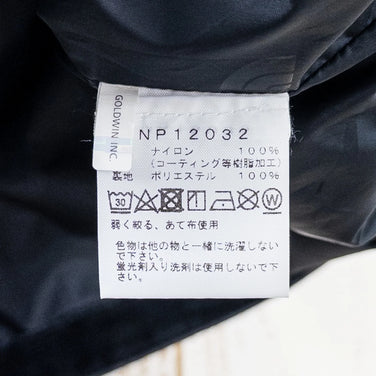 GOLDWIN INC.
NP12032
ナイロン 100%
(コーティング等樹脂加工)
裏地 ポリエステル 100%
30 W
弱く絞る、あて布使用
色物は他の物と一緒に洗濯しない
で下さい。
蛍光剤入り洗剤は使用しないで
下さい。